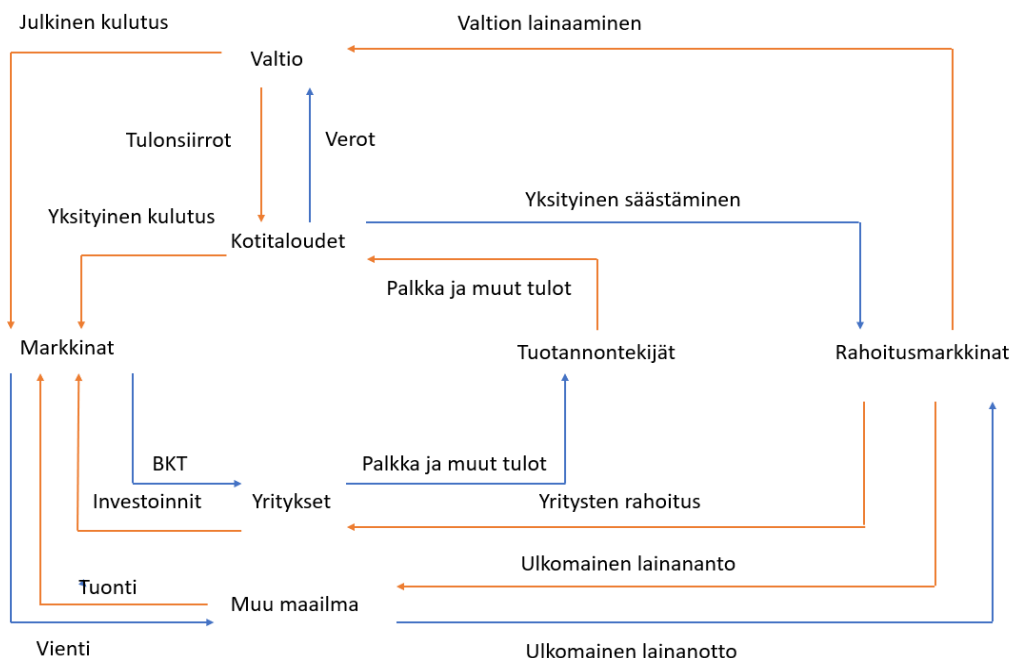 Julkinen kulutus
Valtion lainaaminen
Valtio
Tulonsiirrot
Verot
Yksityinen säästäminen
Yksityinen kulutus
Kotitaloudet
Palkka ja muut tulot
Markkinat
Tuotannontekijät
Rahoitusmarkkinat
BKT
Palkka ja muut tulot
Investoinnit
Yritykset
Yritysten rahoitus
Ulkomainen lainananto
Tuonti
Muu maailma
Vienti
Ulkomainen lainanotto